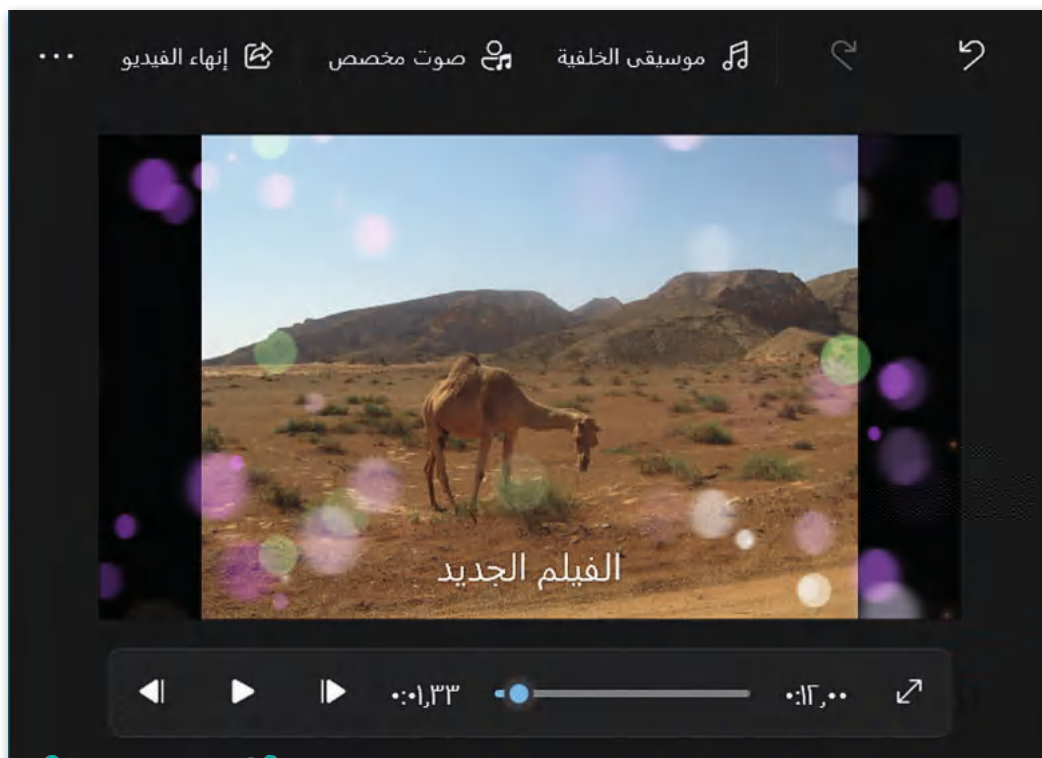 موسيقى الخلفية صوت مخصص إنهاء الفيديو ...
الفيلم الجديد
٠:٠١,٣٣ ٠:١٢,٠٠